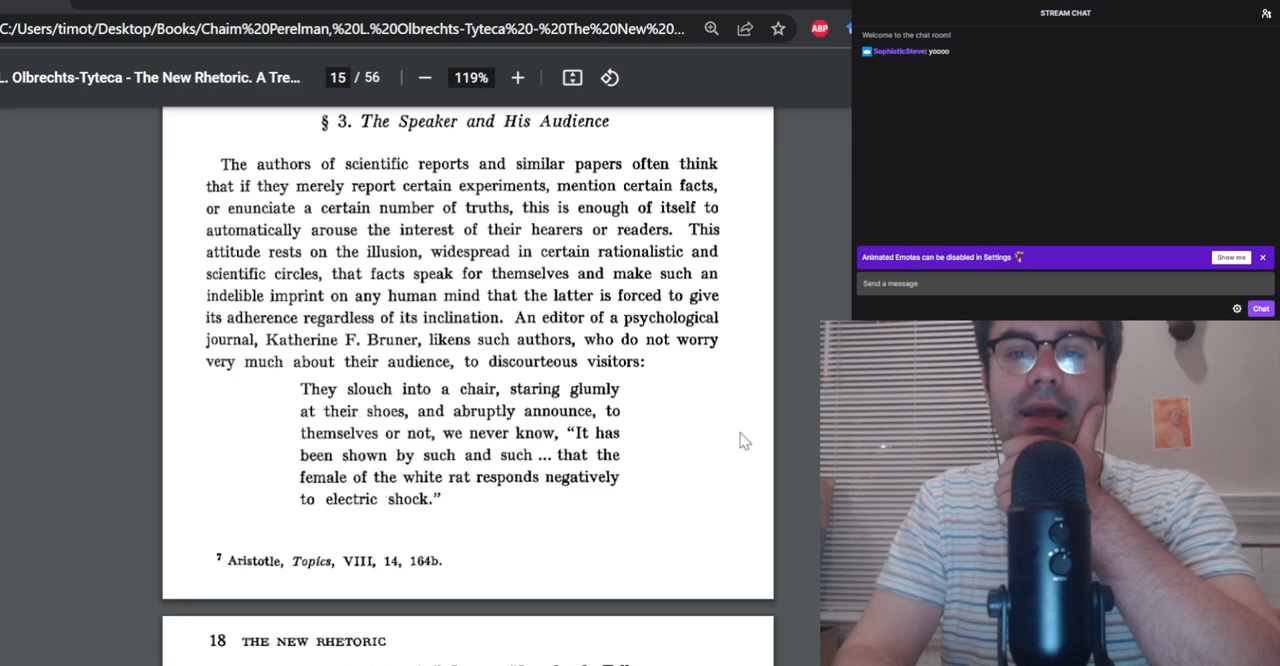 C:/Users/timot/Desktop/Books/Chaim%20Perelman,%20L.%20Olbrechts-Tyteca%20-%20The%20New%20...
ABP
L. Olbrechts-Tyteca - The New Rhetoric. A Tre...
15 / 56
119%
§ 3. The Speaker and His Audience
The authors of scientific reports and similar papers often think
that if they merely report certain experiments, mention certain facts,
or enunciate a certain number of truths, this is enough of itself to
automatically arouse the interest of their hearers or readers. This
attitude rests on the illusion, widespread in certain rationalistic and
scientific circles, that facts speak for themselves and make such an
indelible imprint on any human mind that the latter is forced to give
its adherence regardless of its inclination. An editor of a psychological
journal, Katherine F. Bruner, likens such authors, who do not worry
very much about their audience, to discourteous visitors:
They slouch into a chair, staring glumly
at their shoes, and abruptly announce, to
themselves or not, we never know, “It has
been shown by such and such ... that the
female of the white rat responds negatively
to electric shock.”
7 Aristotle, Topics, VIII, 14, 164b.
18 THE NEW RHETORIC
STREAM CHAT
Welcome to the chat room!
SophisticSteve: yoooo
Animated Emotes can be disabled in Settings
Show me
Send a message
Chat